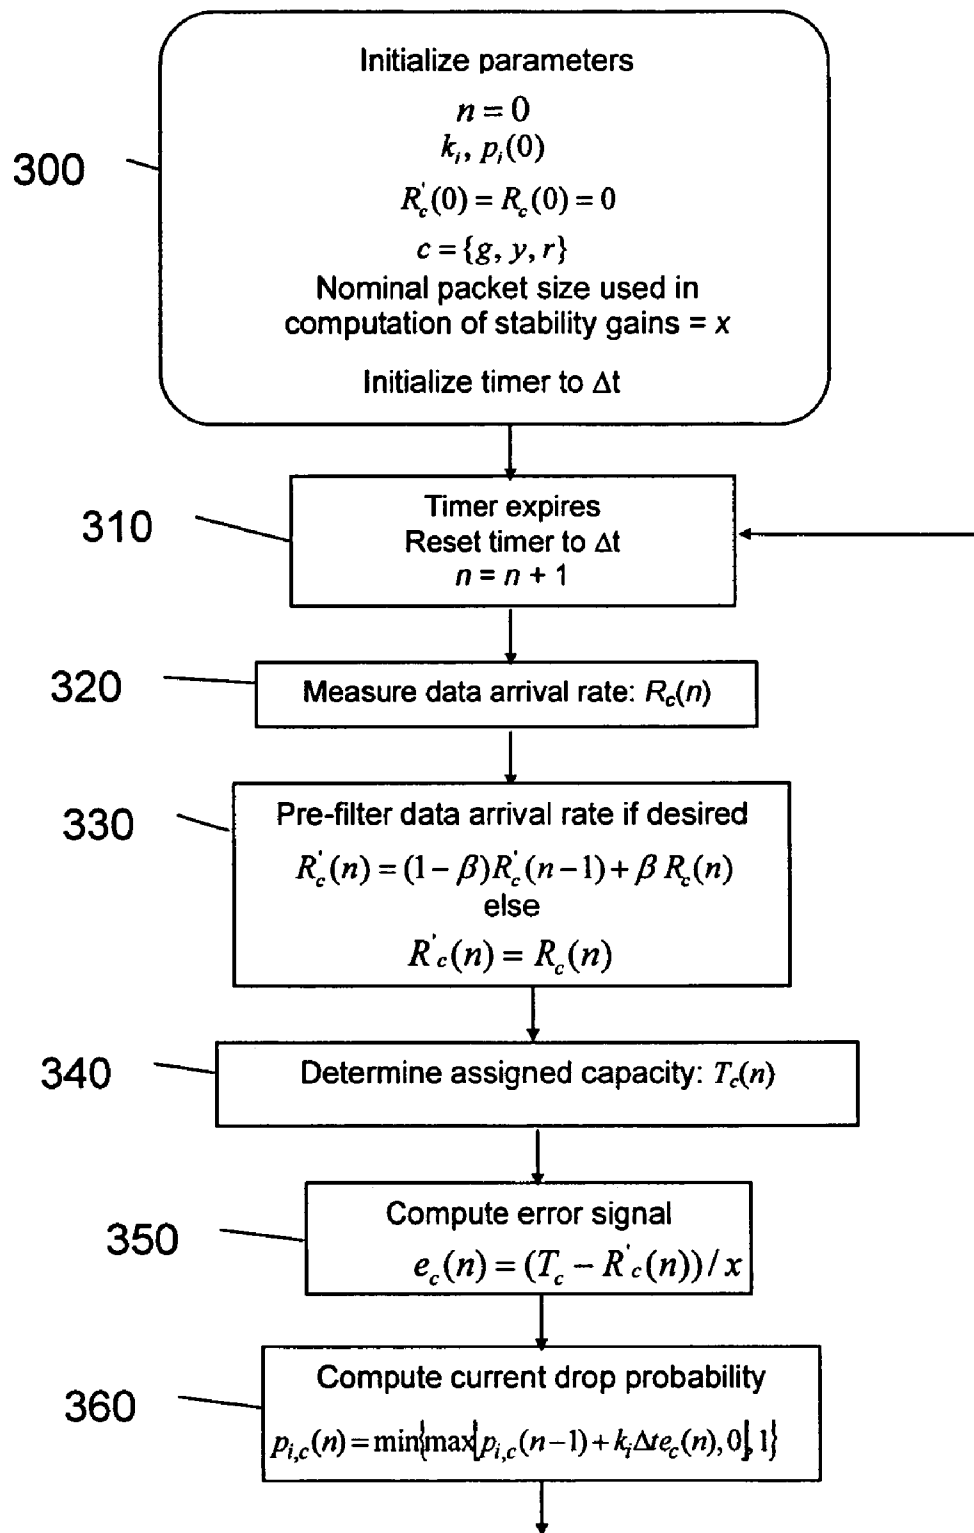 300
Initialize parameters
n = 0
k_i, p_i(0)
R'_c(0) = R_c(0) = 0
c = {g, y, r}
Nominal packet size used in
computation of stability gains = x
Initialize timer to Δt
310
Timer expires
Reset timer to Δt
n = n + 1
320
Measure data arrival rate: R_c(n)
330
Pre-filter data arrival rate if desired
R'_c(n) = (1 − β)R'_c(n−1) + β R_c(n)
else
R'_c(n) = R_c(n)
340
Determine assigned capacity: T_c(n)
350
Compute error signal
e_c(n) = (T_c − R'_c(n)) / x
360
Compute current drop probability
p_{i,c}(n) = min{max[p_{i,c}(n−1) + k_i Δte_c(n), 0], 1}